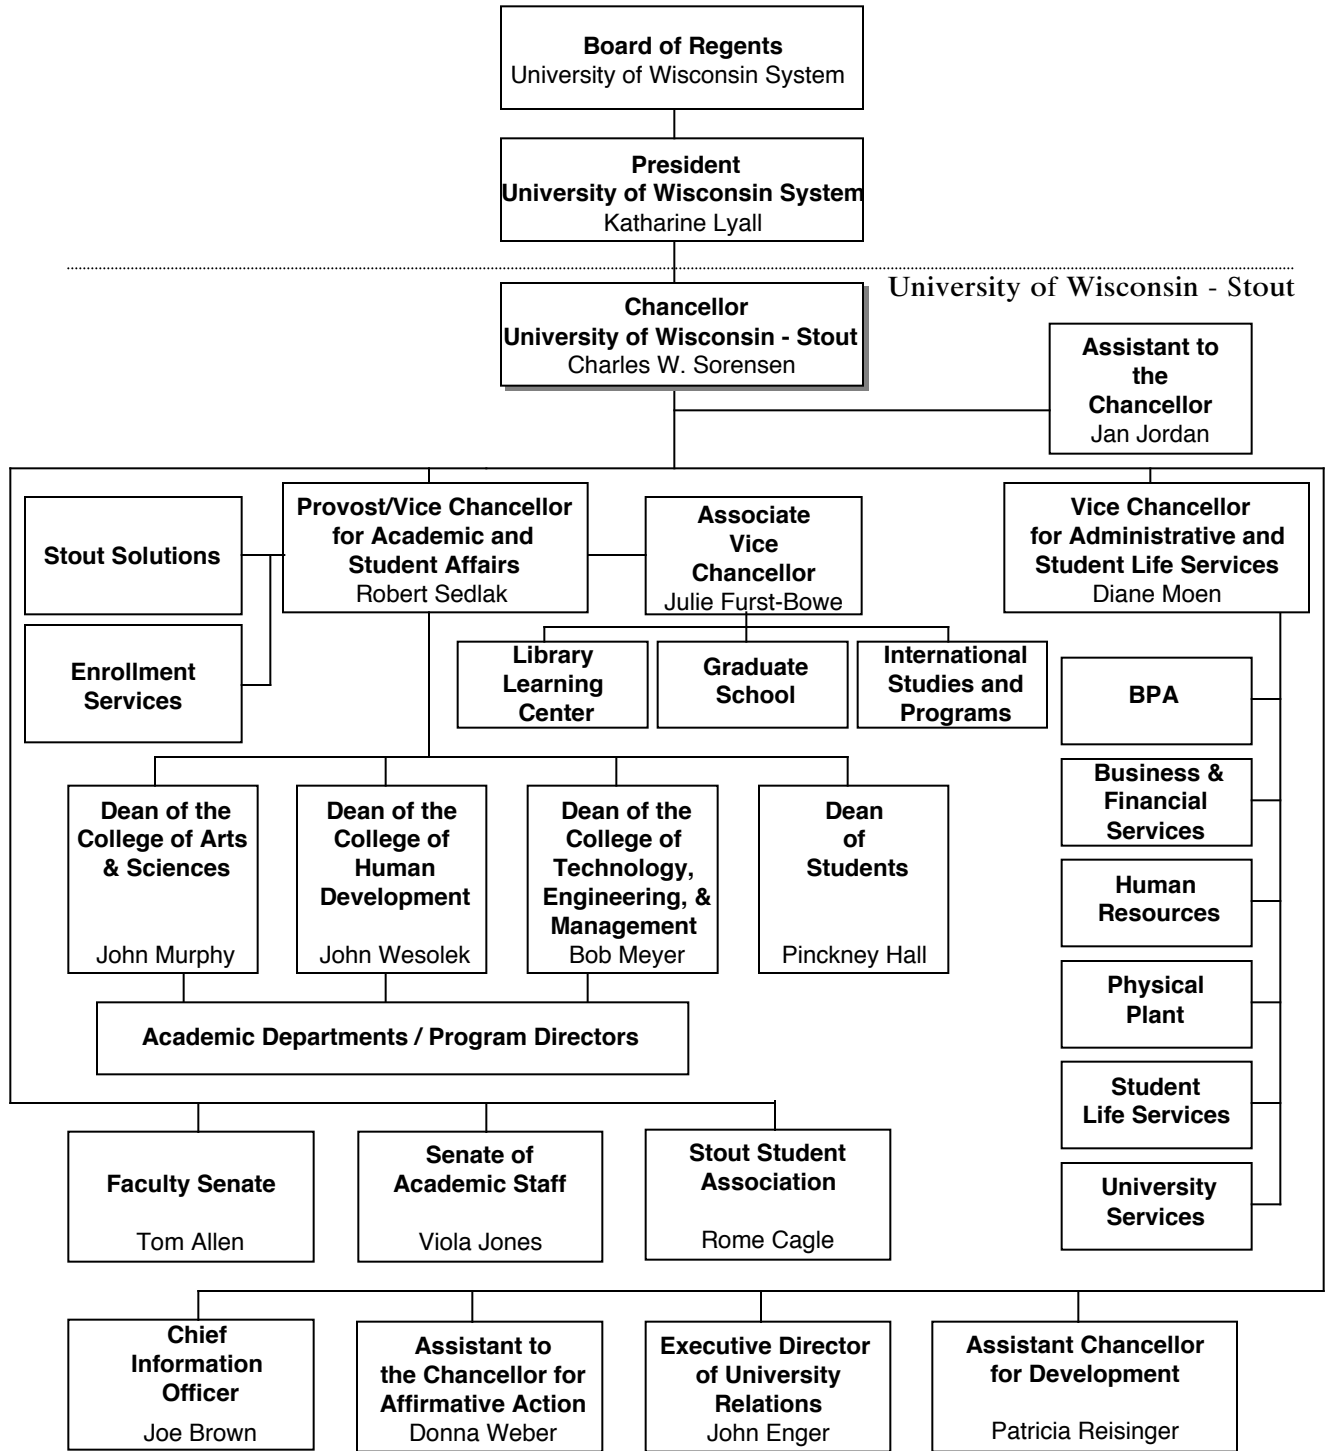 Board of Regents
University of Wisconsin System
President
University of Wisconsin System
Katharine Lyall
University of Wisconsin - Stout
Chancellor
University of Wisconsin - Stout
Charles W. Sorensen
Assistant to
the
Chancellor
Jan Jordan
Stout Solutions
Provost/Vice Chancellor
for Academic and
Student Affairs
Robert Sedlak
Associate
Vice
Chancellor
Julie Furst-Bowe
Vice Chancellor
for Administrative and
Student Life Services
Diane Moen
Enrollment
Services
Library
Learning
Center
Graduate
School
International
Studies and
Programs
BPA
Business &
Financial
Services
Human
Resources
Physical
Plant
Student
Life Services
University
Services
Dean of the
College of Arts
& Sciences
John Murphy
Dean of the
College of
Human
Development
John Wesolek
Dean of the
College of
Technology,
Engineering, &
Management
Bob Meyer
Dean
of
Students
Pinckney Hall
Academic Departments / Program Directors
Faculty Senate
Tom Allen
Senate of
Academic Staff
Viola Jones
Stout Student
Association
Rome Cagle
Chief
Information
Officer
Joe Brown
Assistant to
the Chancellor for
Affirmative Action
Donna Weber
Executive Director
of University
Relations
John Enger
Assistant Chancellor
for Development
Patricia Reisinger